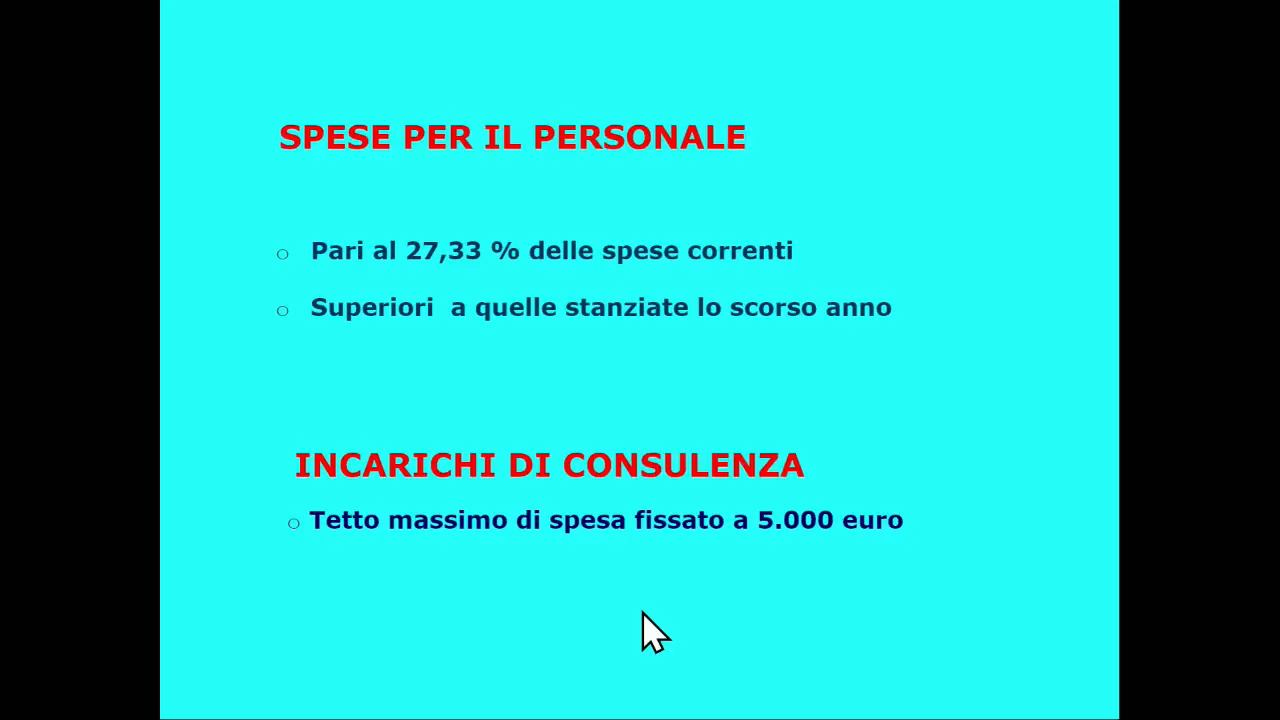 SPESE PER IL PERSONALE
Pari al 27,33 % delle spese correnti
Superiori  a quelle stanziate lo scorso anno
INCARICHI DI CONSULENZA
Tetto massimo di spesa fissato a 5.000 euro